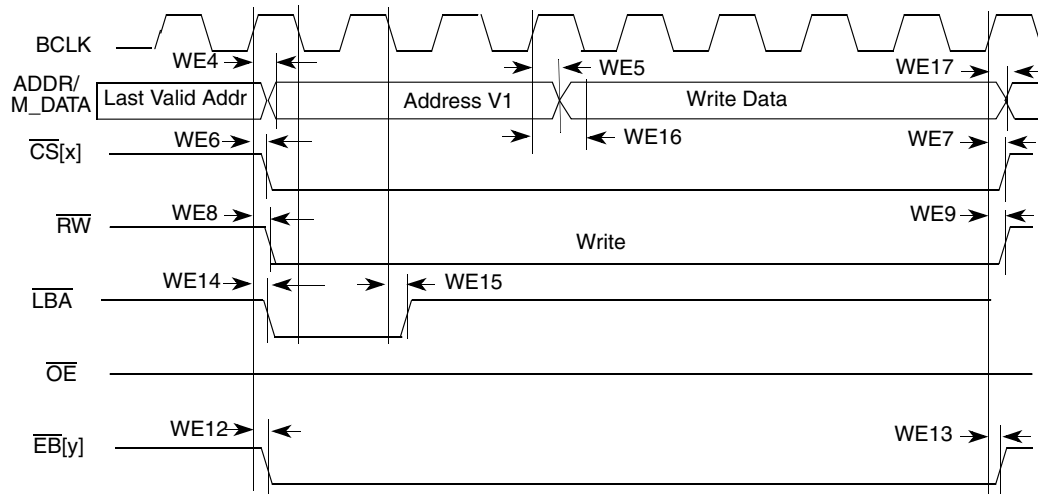 BCLK
WE4
WE5
WE17
ADDR/
M_DATA
Last Valid Addr
Address V1
Write Data
WE6
WE16
WE7
CS[x]
WE8
WE9
RW
Write
WE14
WE15
LBA
OE
WE12
WE13
EB[y]